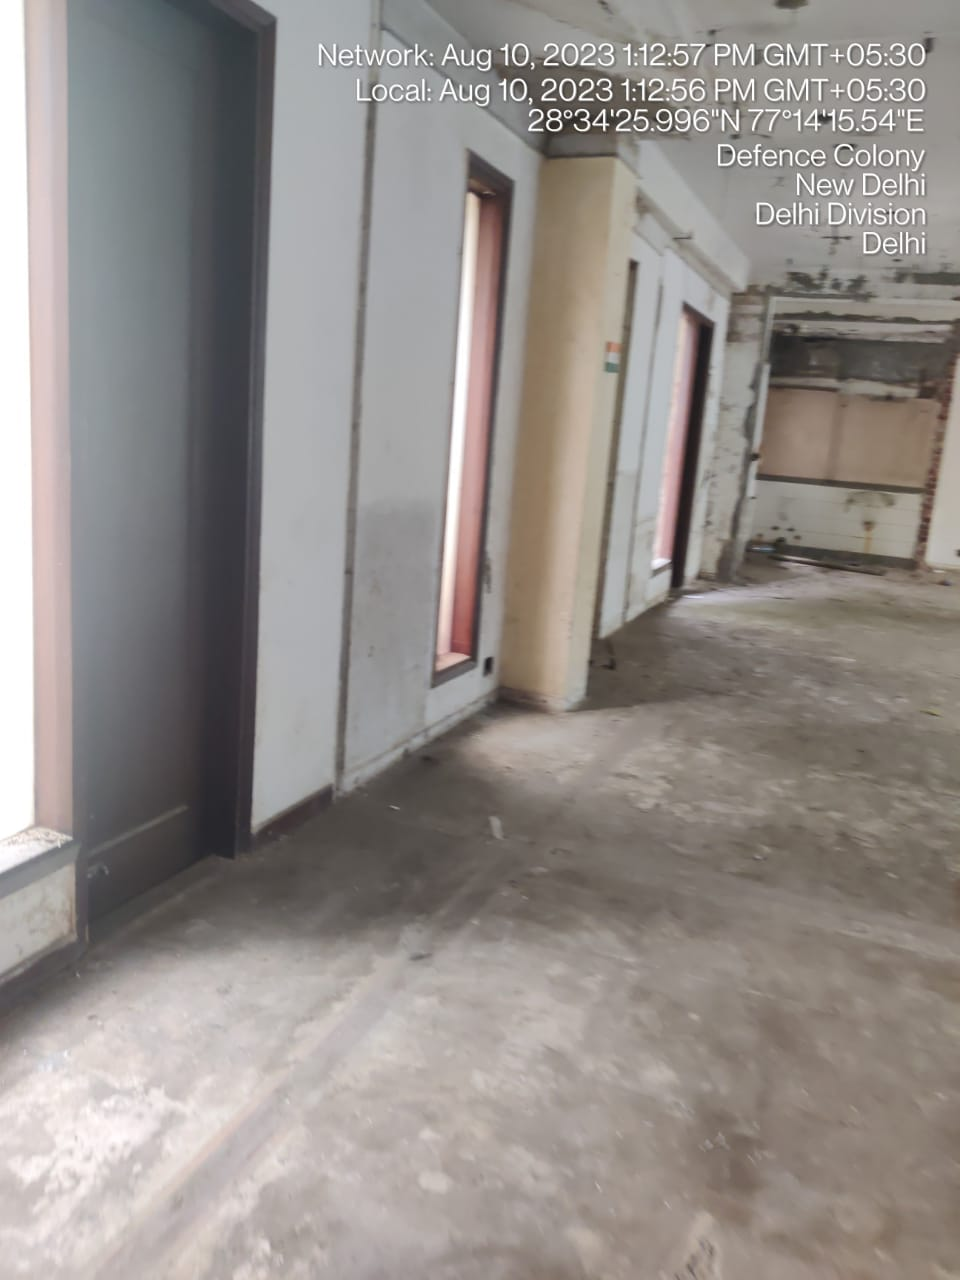 Network: Aug 10, 2023 1:12:57 PM GMT+05:30
Local: Aug 10, 2023 1:12:56 PM GMT+05:30
28°34'25.996"N 77°14'15.54"E
Defence Colony
New Delhi
Delhi Division
Delhi